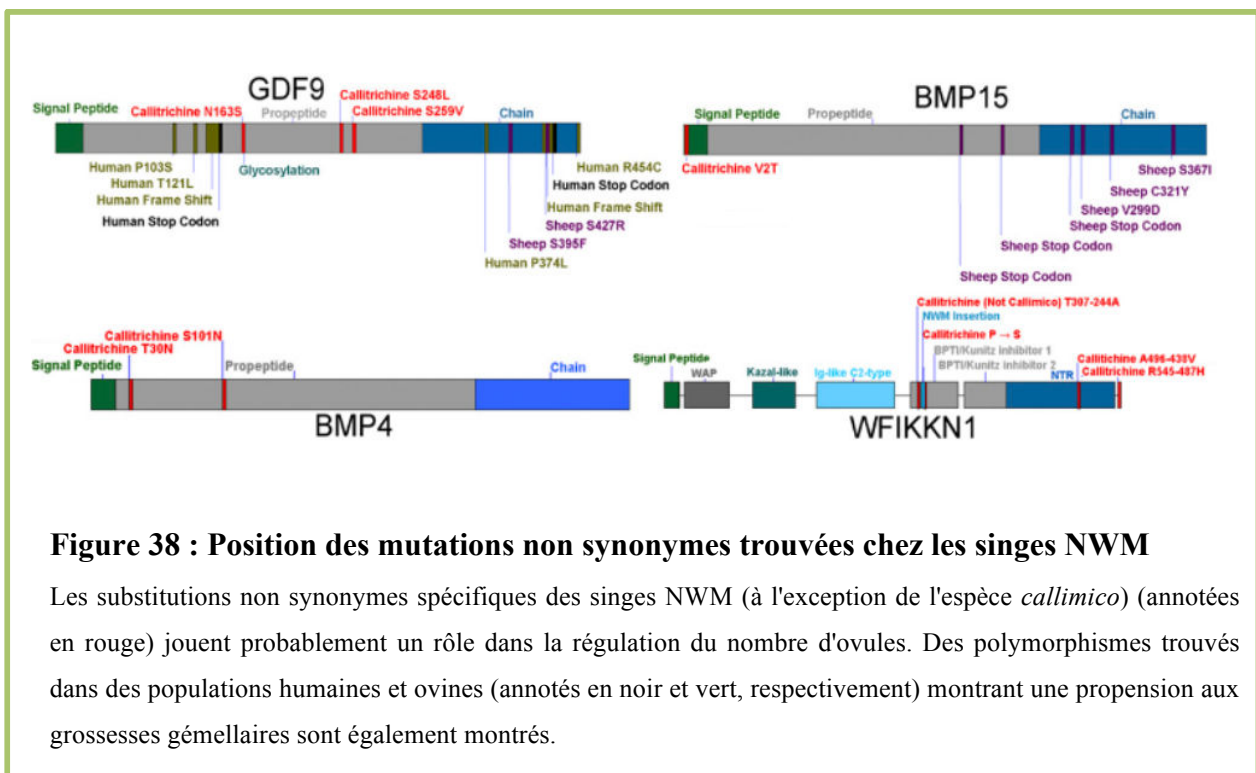 GDF9
Signal Peptide
Callitrichine N163S
Propeptide
Callitrichine S248L
Callitrichine S259V
Chain
Human P103S
Human T121L
Human Frame Shift
Human Stop Codon
Glycosylation
Human R454C
Human Stop Codon
Human Frame Shift
Sheep S427R
Sheep S395F
Human P374L
BMP15
Signal Peptide
Propeptide
Chain
Callitrichine V2T
Sheep S367I
Sheep C321Y
Sheep V299D
Sheep Stop Codon
Sheep Stop Codon
Sheep Stop Codon
Callitrichine S101N
Callitrichine T30N
Signal Peptide
Propeptide
Chain
BMP4
Callitrichine (Not Callimico) T307-244A
NWM Insertion
Callitrichine P → S
BPTI/Kunitz Inhibitor 1
BPTI/Kunitz Inhibitor 2
Signal Peptide
WAP
Kazal-like
Ig-like C2-type
NTR
Callitichine A496-438V
Callitrichine R545-487H
WFIKKN1
Figure 38 : Position des mutations non synonymes trouvées chez les singes NWM
Les substitutions non synonymes spécifiques des singes NWM (à l'exception de l'espèce callimico) (annotées
en rouge) jouent probablement un rôle dans la régulation du nombre d'ovules. Des polymorphismes trouvés
dans des populations humaines et ovines (annotés en noir et vert, respectivement) montrant une propension aux
grossesses gémellaires sont également montrés.